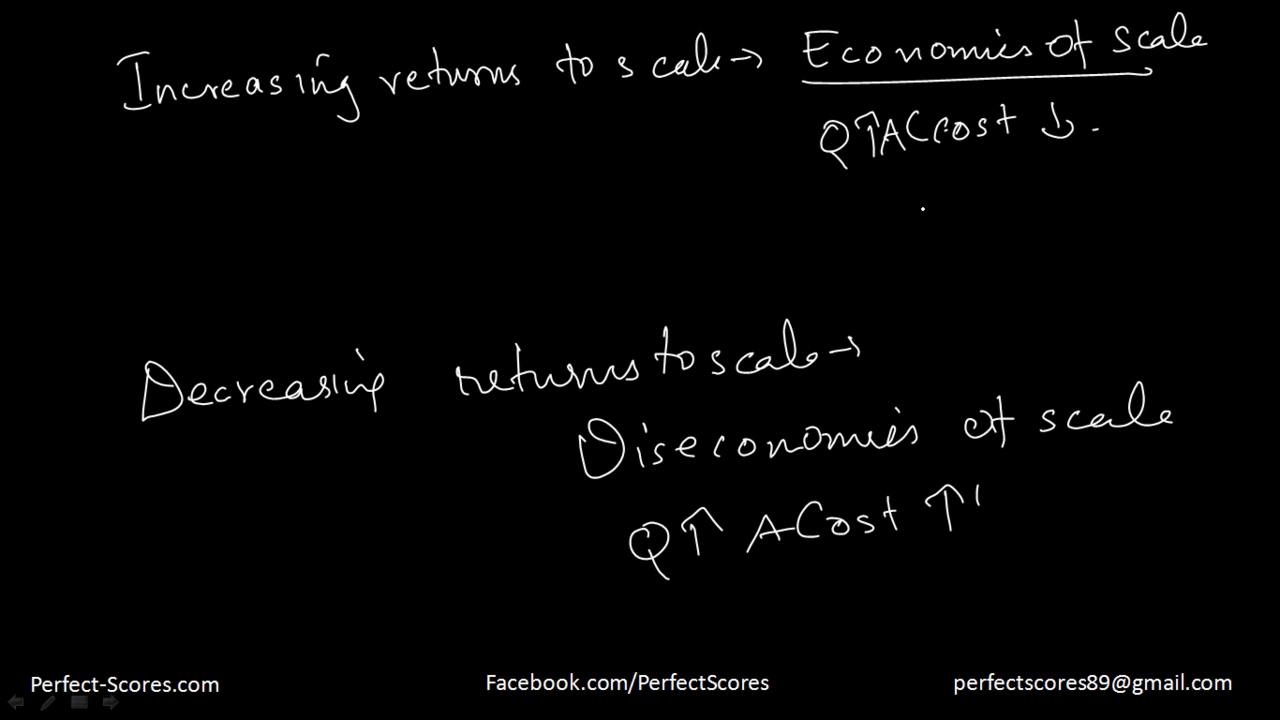 Increasing returns to scale → Economies of scale
Q↑ACcost ↓.
Decreasing returns to scale →
Diseconomies of scale
Q↑ ACost ↑'
Perfect-Scores.com Facebook.com/PerfectScores perfectscores89@gmail.com